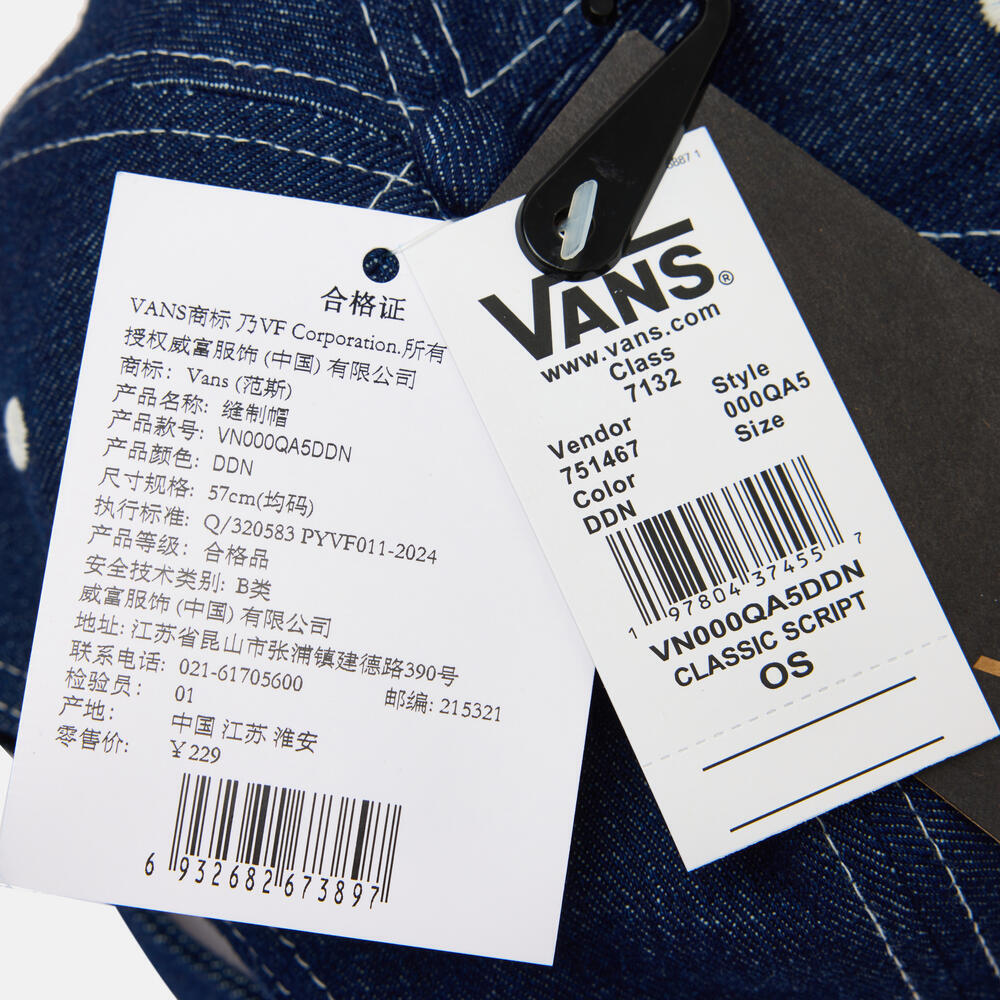 合格证
VANS商标 乃VF Corporation.所有
授权威富服饰 (中国) 有限公司
商标: Vans (范斯)
产品名称: 缝制帽
产品款号: VN000QA5DDN
产品颜色: DDN
尺寸规格: 57cm(均码)
执行标准: Q/320583 PYVF011-2024
产品等级: 合格品
安全技术类别: B类
威富服饰 (中国) 有限公司
地址: 江苏省昆山市张浦镇建德路390号
联系电话: 021-61705600 邮编: 215321
检验员: 01
产地: 中国 江苏 淮安
零售价: ¥229
6 932682 673897
VANS®
www.vans.com
Class
7132
Vendor Style
751467 000QA5
Color Size
DDN
1 97804 37455 7
VN000QA5DDN
CLASSIC SCRIPT
OS